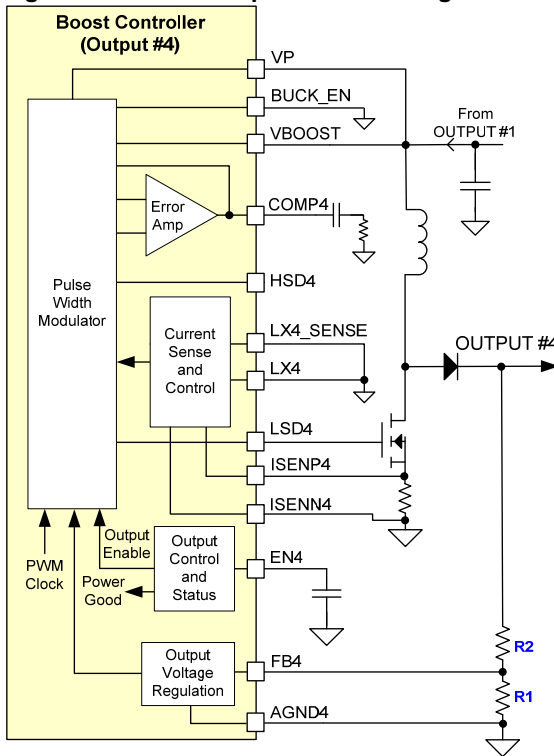 Boost Controller
(Output #4)
VP
BUCK_EN
VBOOST
From
OUTPUT #1
Error
Amp
COMP4
HSD4
Pulse
Width
Modulator
Current
Sense
and
Control
LX4_SENSE
LX4
OUTPUT #4
LSD4
ISENP4
ISENN4
Output
Enable
Output
Control
and
Status
EN4
PWM
Clock
Power
Good
Output
Voltage
Regulation
FB4
R2
R1
AGND4